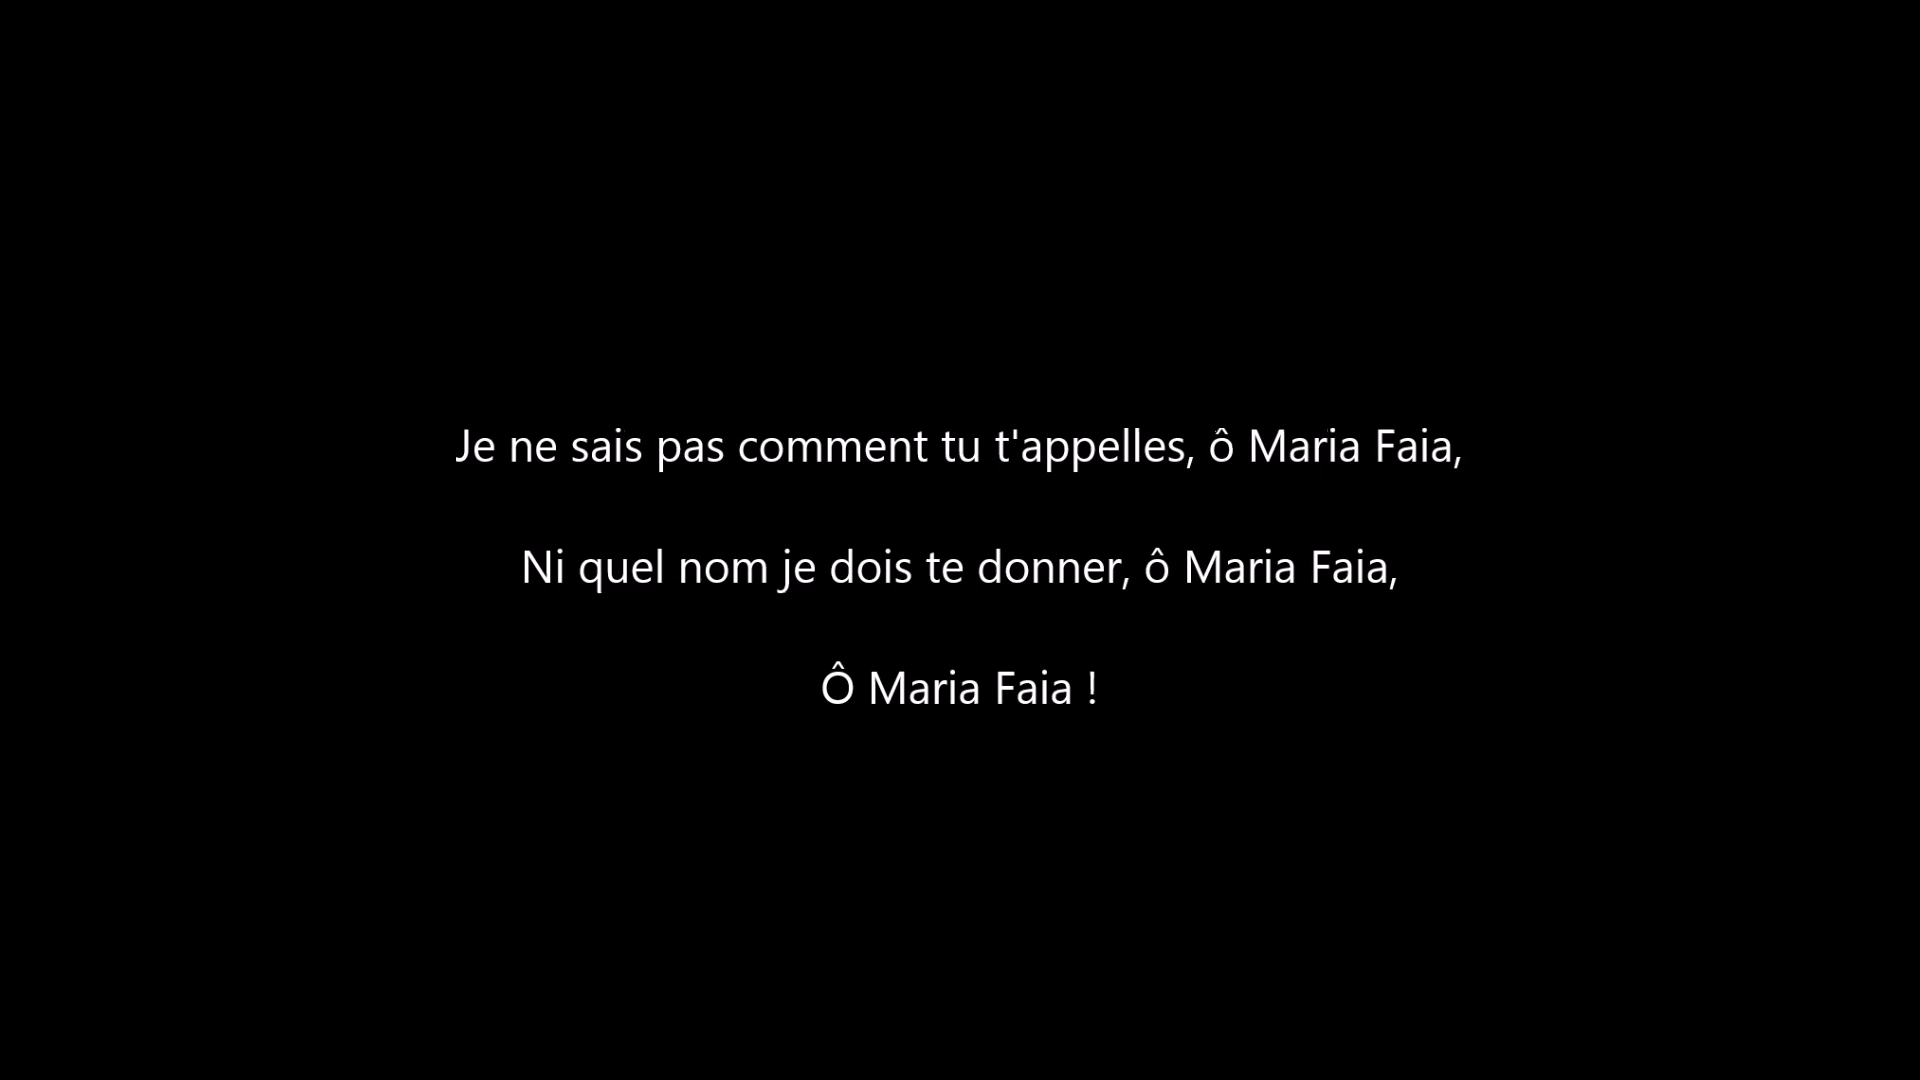 Je ne sais pas comment tu t'appelles, ô Maria Faia,
Ni quel nom je dois te donner, ô Maria Faia,
Ô Maria Faia !